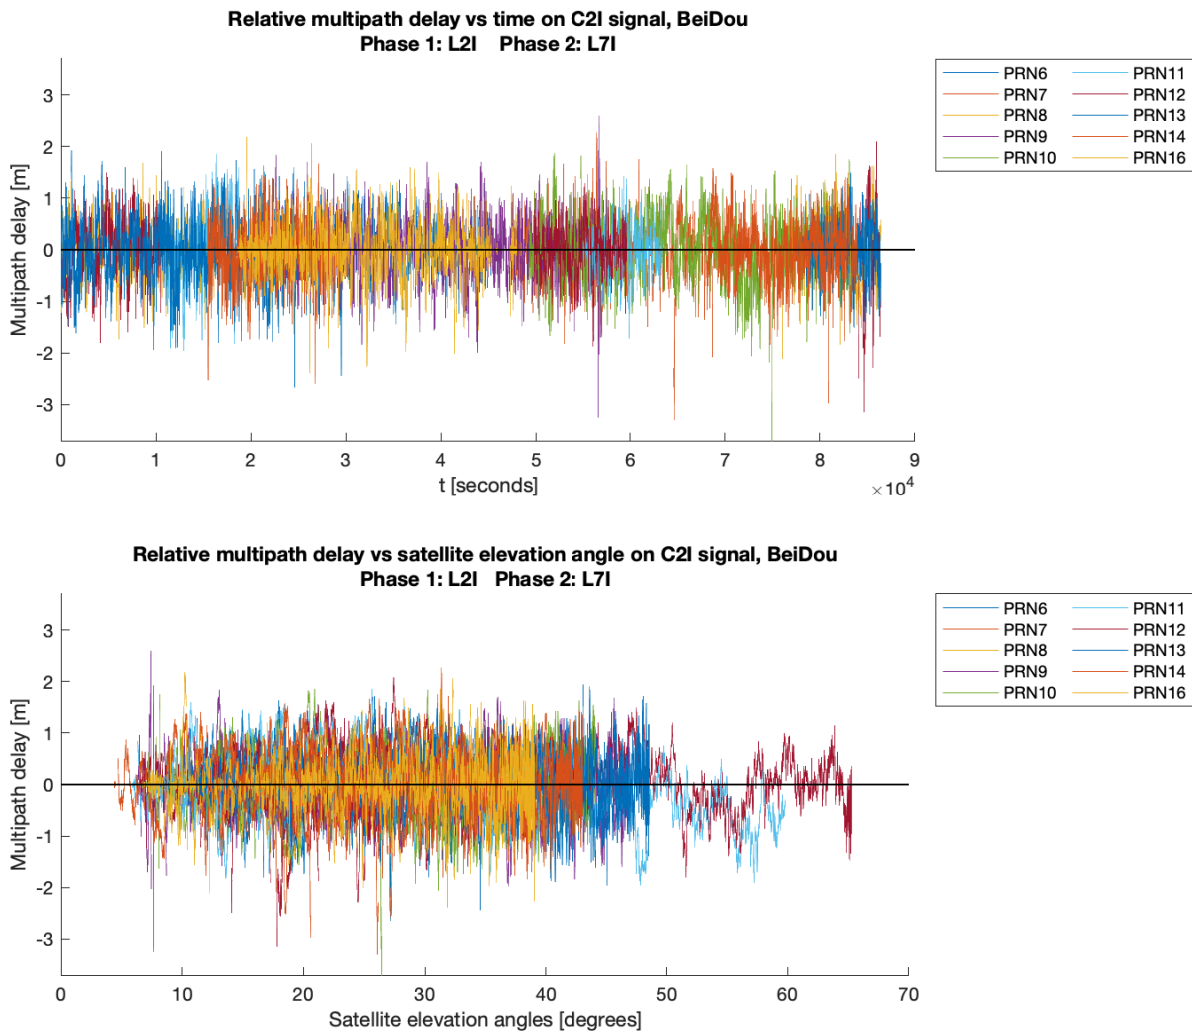 Relative multipath delay vs time on C2I signal, BeiDou
Phase 1: L2I Phase 2: L7I
Multipath delay [m]
3
2
1
0
-1
-2
-3
0 1 2 3 4 5 6 7 8 9
t [seconds]
×10^4
PRN6 PRN11
PRN7 PRN12
PRN8 PRN13
PRN9 PRN14
PRN10 PRN16
Relative multipath delay vs satellite elevation angle on C2I signal, BeiDou
Phase 1: L2I Phase 2: L7I
Multipath delay [m]
3
2
1
0
-1
-2
-3
0 10 20 30 40 50 60 70
Satellite elevation angles [degrees]
PRN6 PRN11
PRN7 PRN12
PRN8 PRN13
PRN9 PRN14
PRN10 PRN16